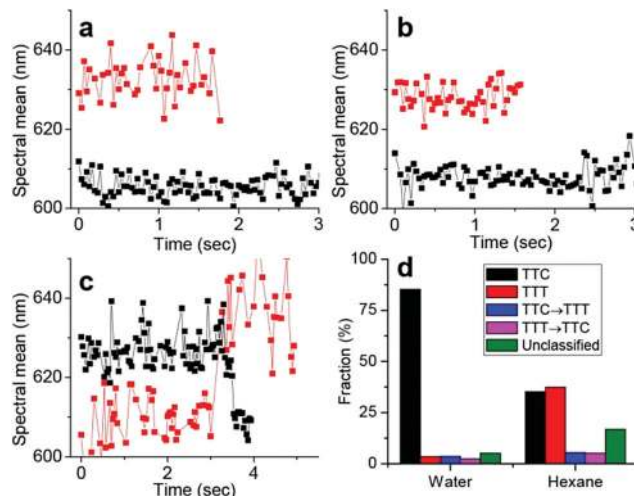 a
640
620
600
Spectral mean (nm)
0 1 2 3
Time (sec)
b
640
620
600
Spectral mean (nm)
0 1 2 3
Time (sec)
c
640
620
600
Spectral mean (nm)
0 2 4
Time (sec)
d
TTC
TTT
TTC→TTT
TTT→TTC
Unclassified
100
75
50
25
0
Fraction (%)
Water Hexane